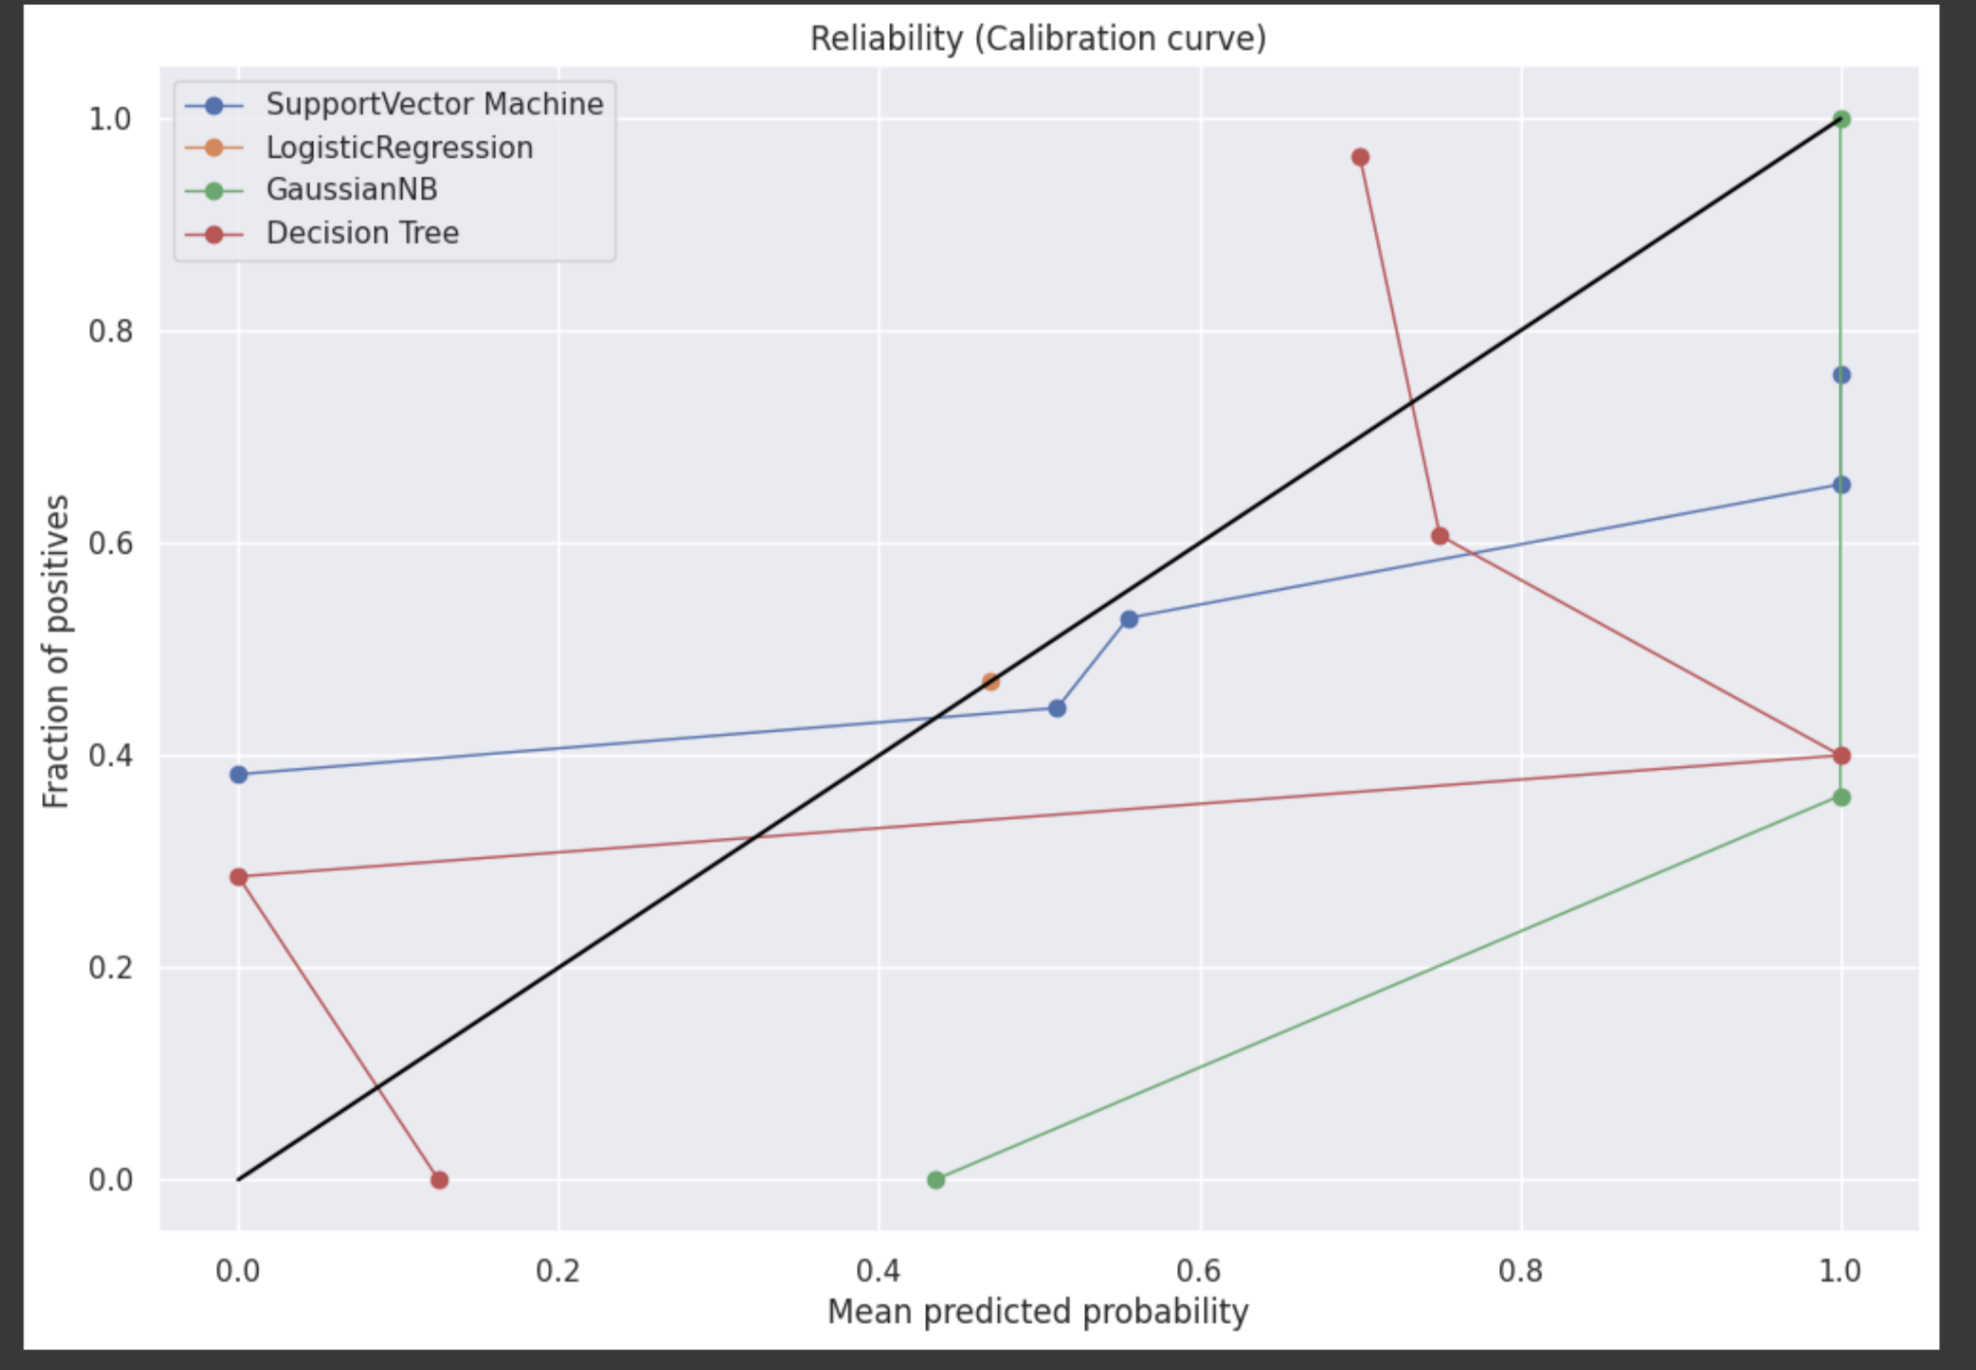 Reliability (Calibration curve)
SupportVector Machine
LogisticRegression
GaussianNB
Decision Tree
1.0
0.8
0.6
0.4
0.2
0.0
Fraction of positives
0.0 0.2 0.4 0.6 0.8 1.0
Mean predicted probability